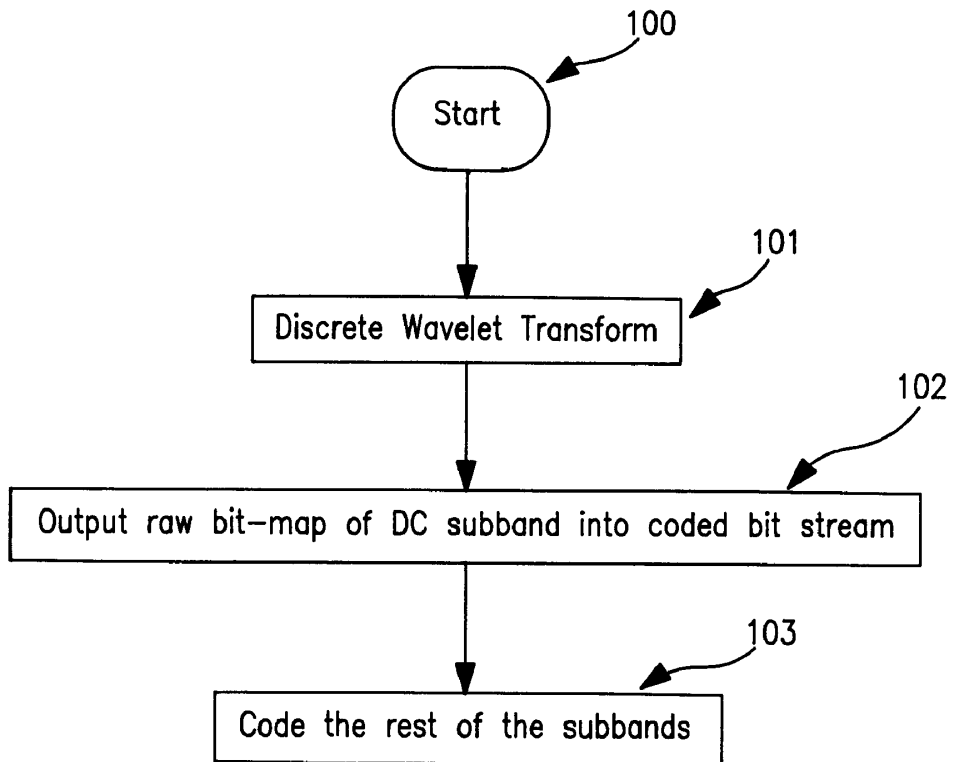 100
Start
101
Discrete Wavelet Transform
102
Output raw bit-map of DC subband into coded bit stream
103
Code the rest of the subbands